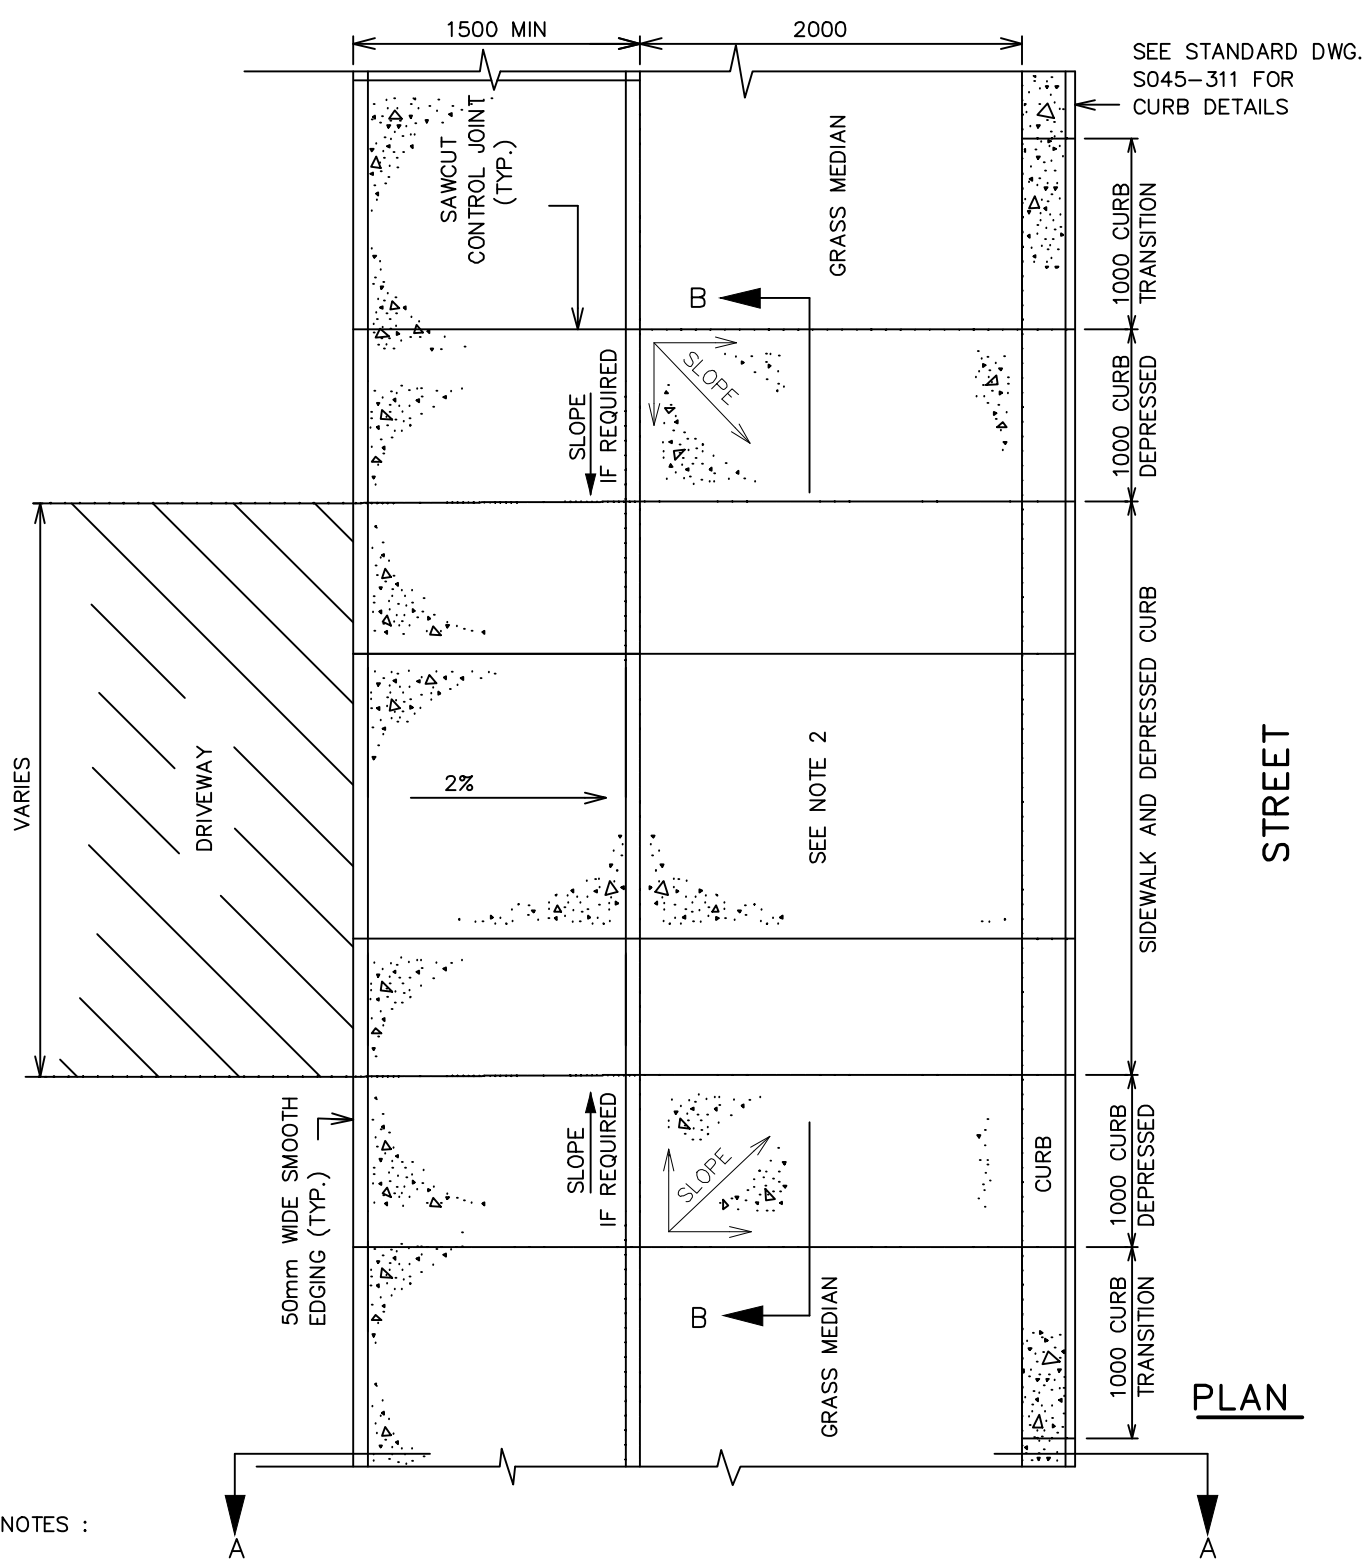 1500 MIN
2000
SEE STANDARD DWG.
S045-311 FOR
CURB DETAILS
SAWCUT
CONTROL JOINT
(TYP.)
GRASS MEDIAN
1000 CURB
TRANSITION
B
SLOPE
IF REQUIRED
SLOPE
1000 CURB
DEPRESSED
VARIES
DRIVEWAY
2%
SEE NOTE 2
SIDEWALK AND DEPRESSED CURB
STREET
50mm WIDE SMOOTH
EDGING (TYP.)
SLOPE
IF REQUIRED
SLOPE
CURB
1000 CURB
DEPRESSED
B
GRASS MEDIAN
1000 CURB
TRANSITION
PLAN
NOTES :
A
A